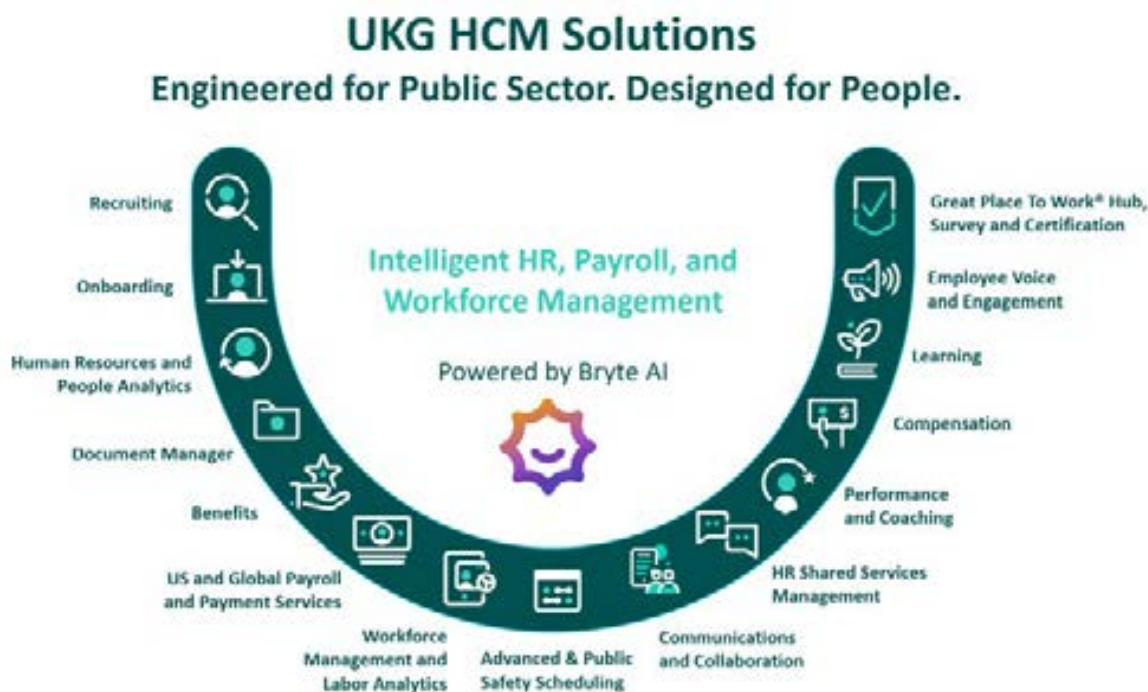 UKG HCM Solutions
Engineered for Public Sector. Designed for People.
Recruiting
Onboarding
Human Resources and
People Analytics
Document Manager
Benefits
US and Global Payroll
and Payment Services
Workforce
Management and
Labor Analytics
Advanced & Public
Safety Scheduling
Communications
and Collaboration
HR Shared Services
Management
Performance
and Coaching
Compensation
Learning
Employee Voice
and Engagement
Great Place To Work® Hub,
Survey and Certification
Intelligent HR, Payroll, and
Workforce Management
Powered by Bryte AI